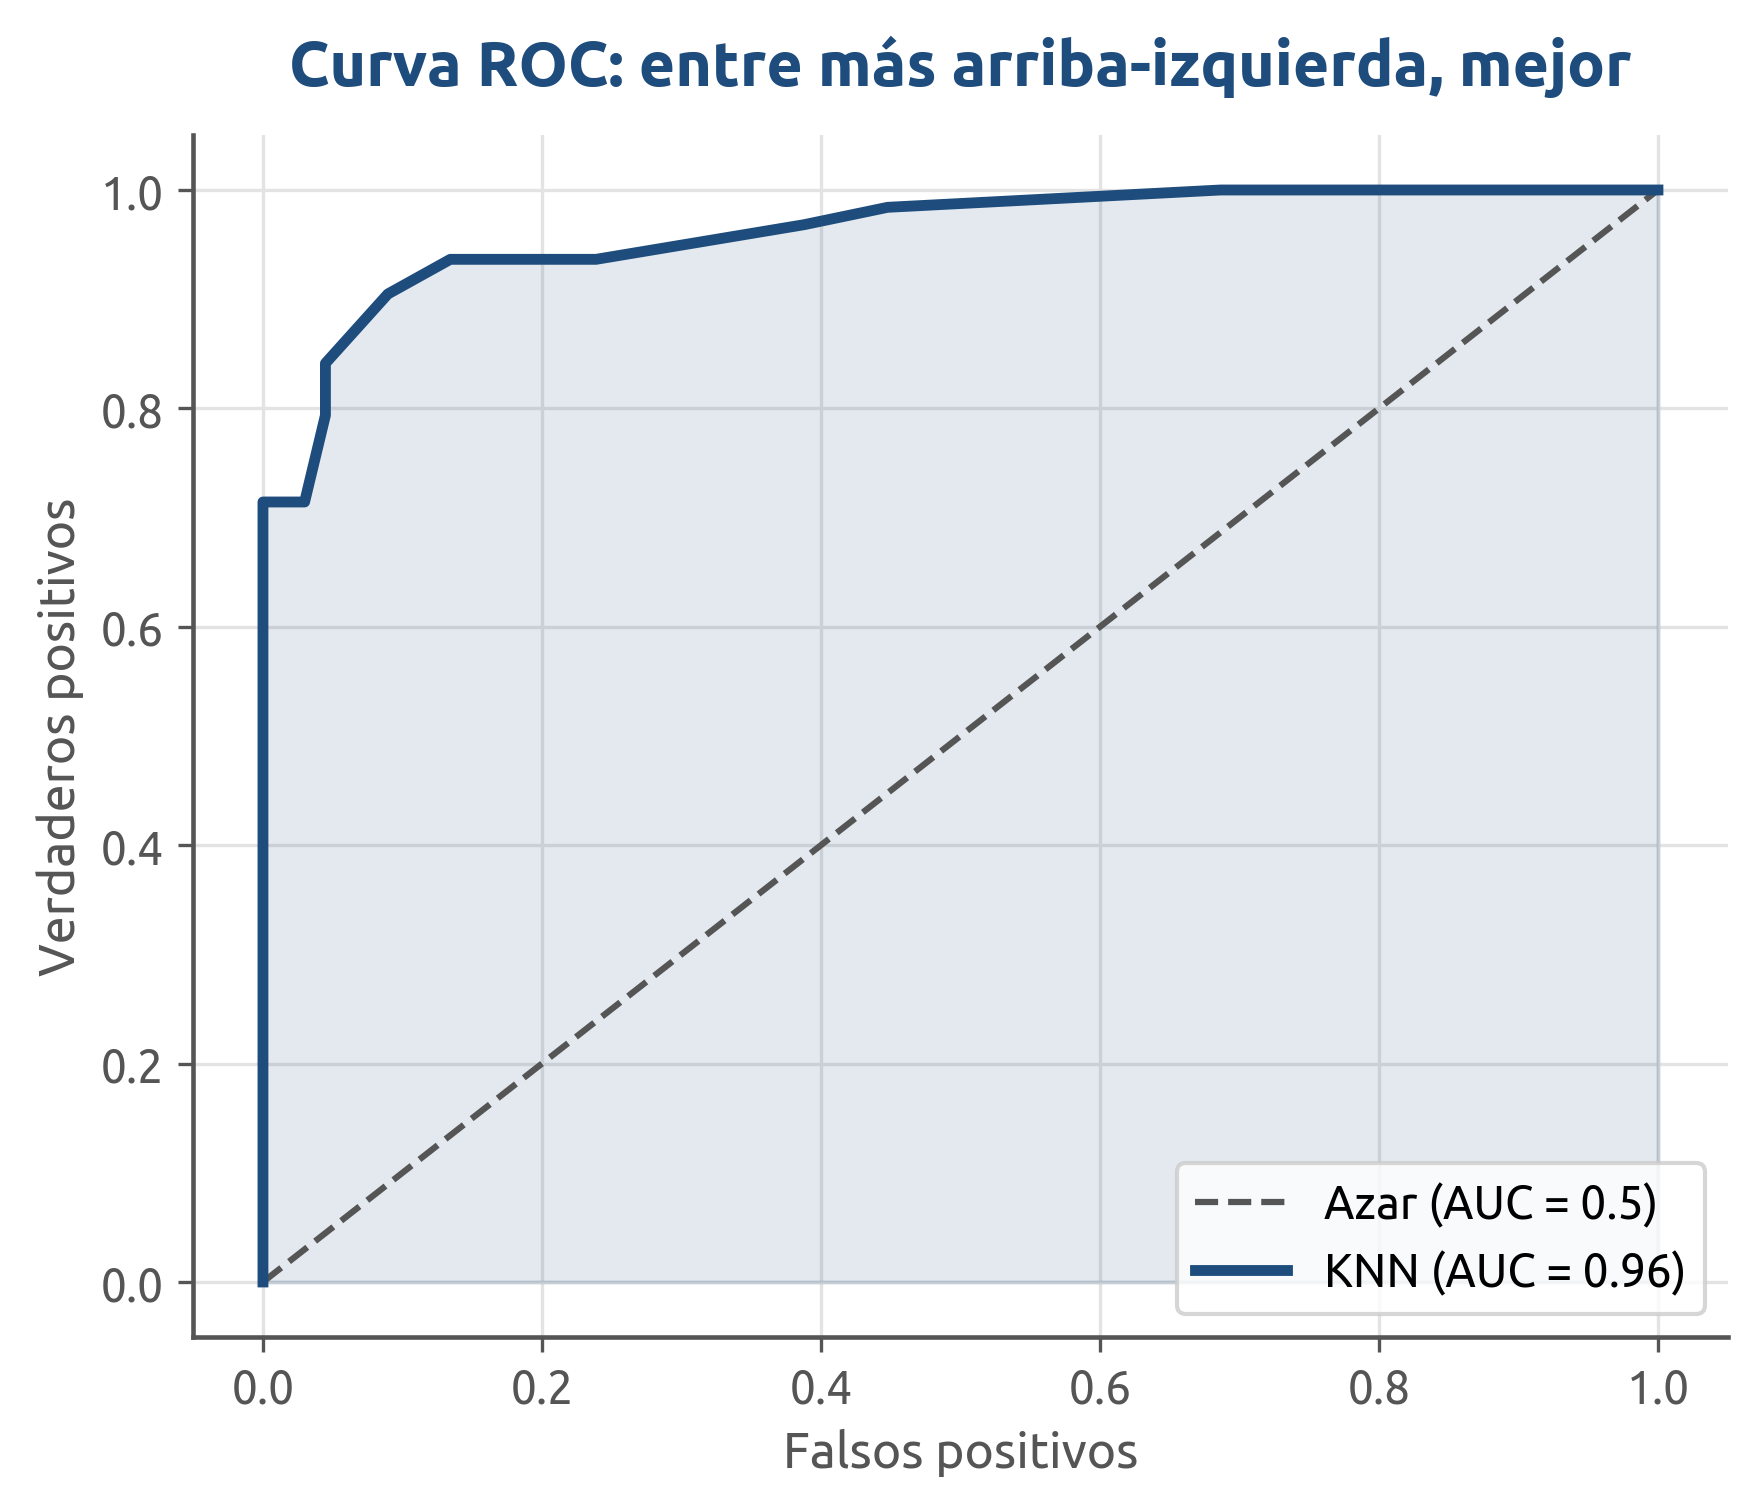 Curva ROC: entre más arriba-izquierda, mejor
Verdaderos positivos
1.0
0.8
0.6
0.4
0.2
0.0
0.0 0.2 0.4 0.6 0.8 1.0
Falsos positivos
Azar (AUC = 0.5)
KNN (AUC = 0.96)